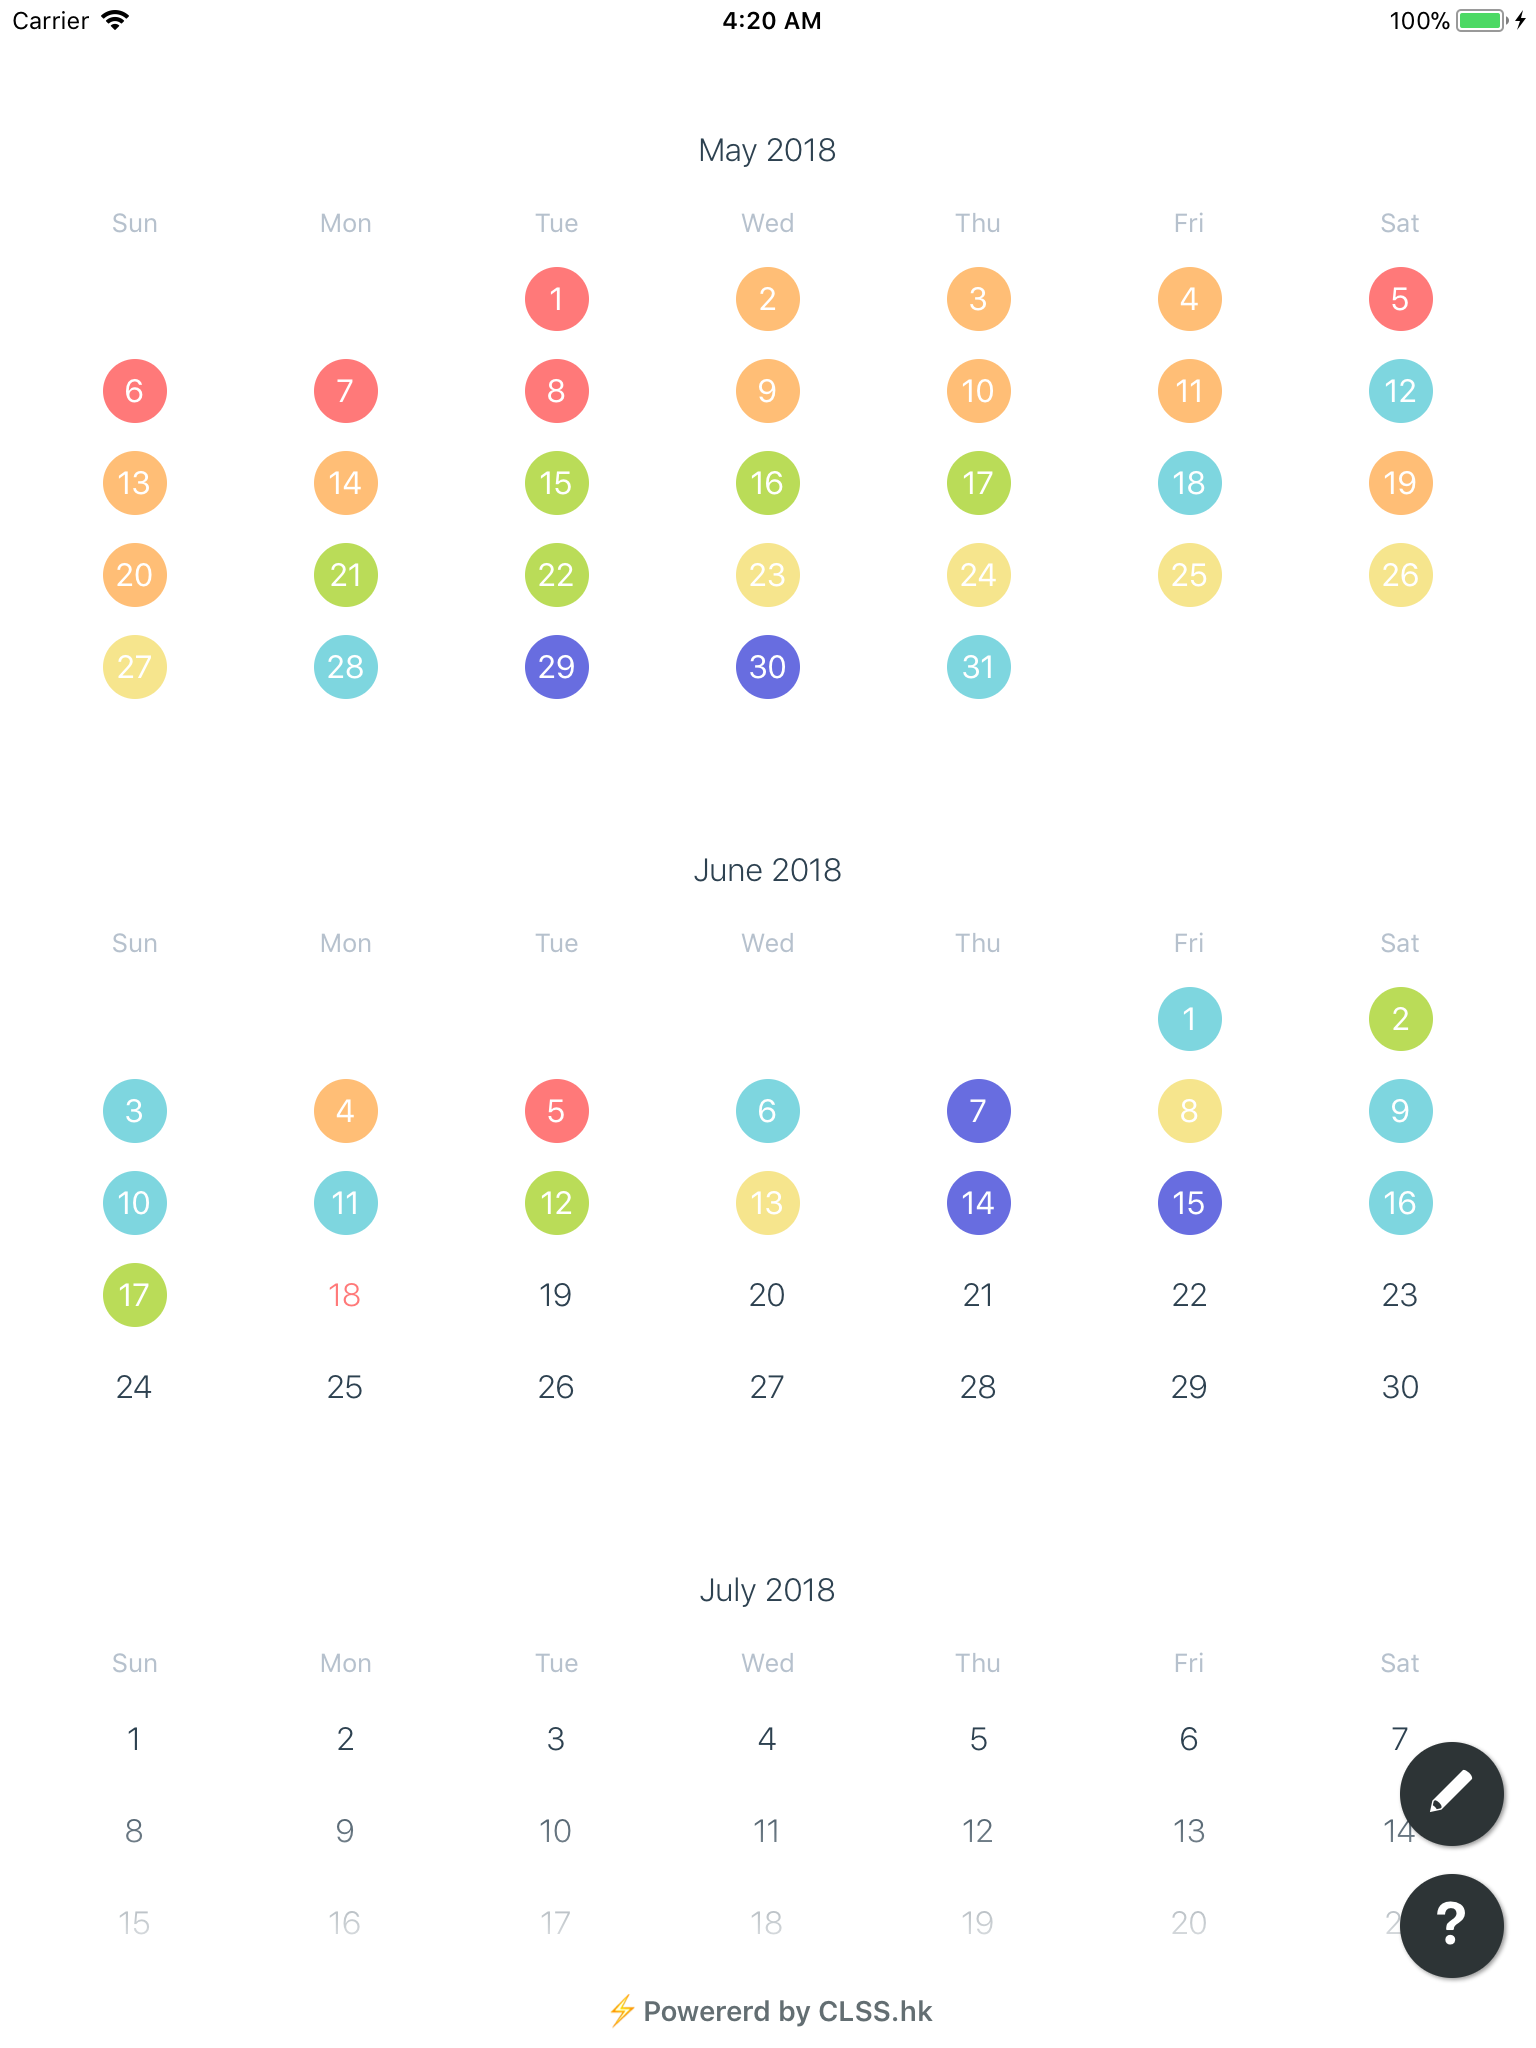 Carrier 4:20 AM 100%
May 2018
Sun Mon Tue Wed Thu Fri Sat
1 2 3 4 5
6 7 8 9 10 11 12
13 14 15 16 17 18 19
20 21 22 23 24 25 26
27 28 29 30 31
June 2018
Sun Mon Tue Wed Thu Fri Sat
1 2
3 4 5 6 7 8 9
10 11 12 13 14 15 16
17 18 19 20 21 22 23
24 25 26 27 28 29 30
July 2018
Sun Mon Tue Wed Thu Fri Sat
1 2 3 4 5 6 7
8 9 10 11 12 13 14
15 16 17 18 19 20 2
?
⚡ Powererd by CLSS.hk